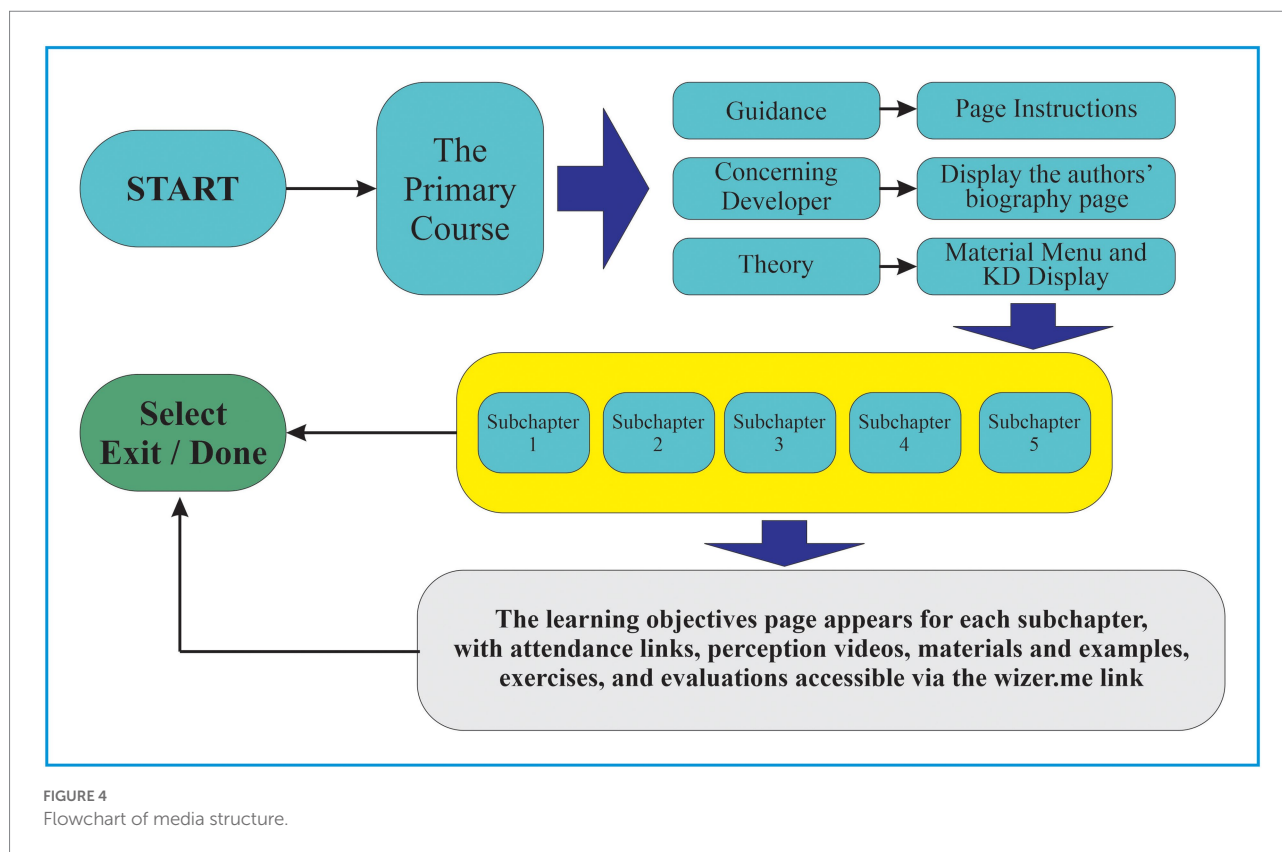 START
The
Primary
Course
Guidance
Page Instructions
Concerning
Developer
Display the authors'
biography page
Theory
Material Menu and
KD Display
Select
Exit / Done
Subchapter
1
Subchapter
2
Subchapter
3
Subchapter
4
Subchapter
5
The learning objectives page appears for each subchapter,
with attendance links, perception videos, materials and examples,
exercises, and evaluations accessible via the wizer.me link
FIGURE 4
Flowchart of media structure.